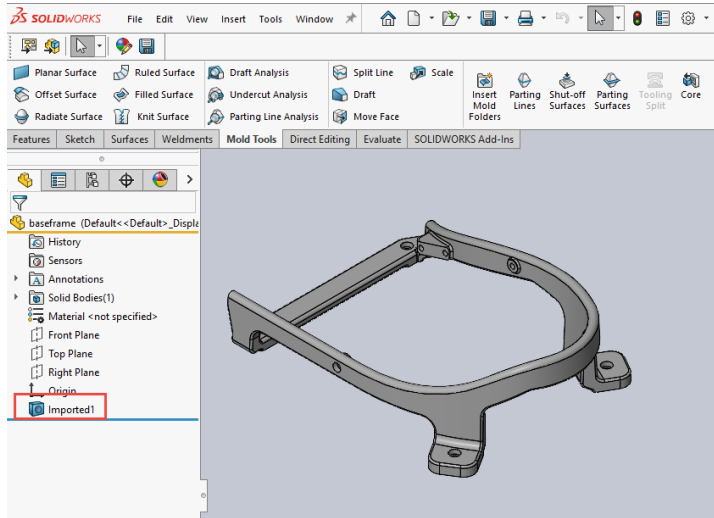 SOLIDWORKS File Edit View Insert Tools Window
Planar Surface Ruled Surface Draft Analysis Split Line Scale
Offset Surface Filled Surface Undercut Analysis Draft
Radiate Surface Knit Surface Parting Line Analysis Move Face
Insert Mold Folders
Parting Lines
Shut-off Surfaces
Parting Surfaces
Tooling Split
Core
Features Sketch Surfaces Weldments Mold Tools Direct Editing Evaluate SOLIDWORKS Add-Ins
baseframe (Default<<Default>_Displa
History
Sensors
Annotations
Solid Bodies(1)
Material <not specified>
Front Plane
Top Plane
Right Plane
Origin
Imported1